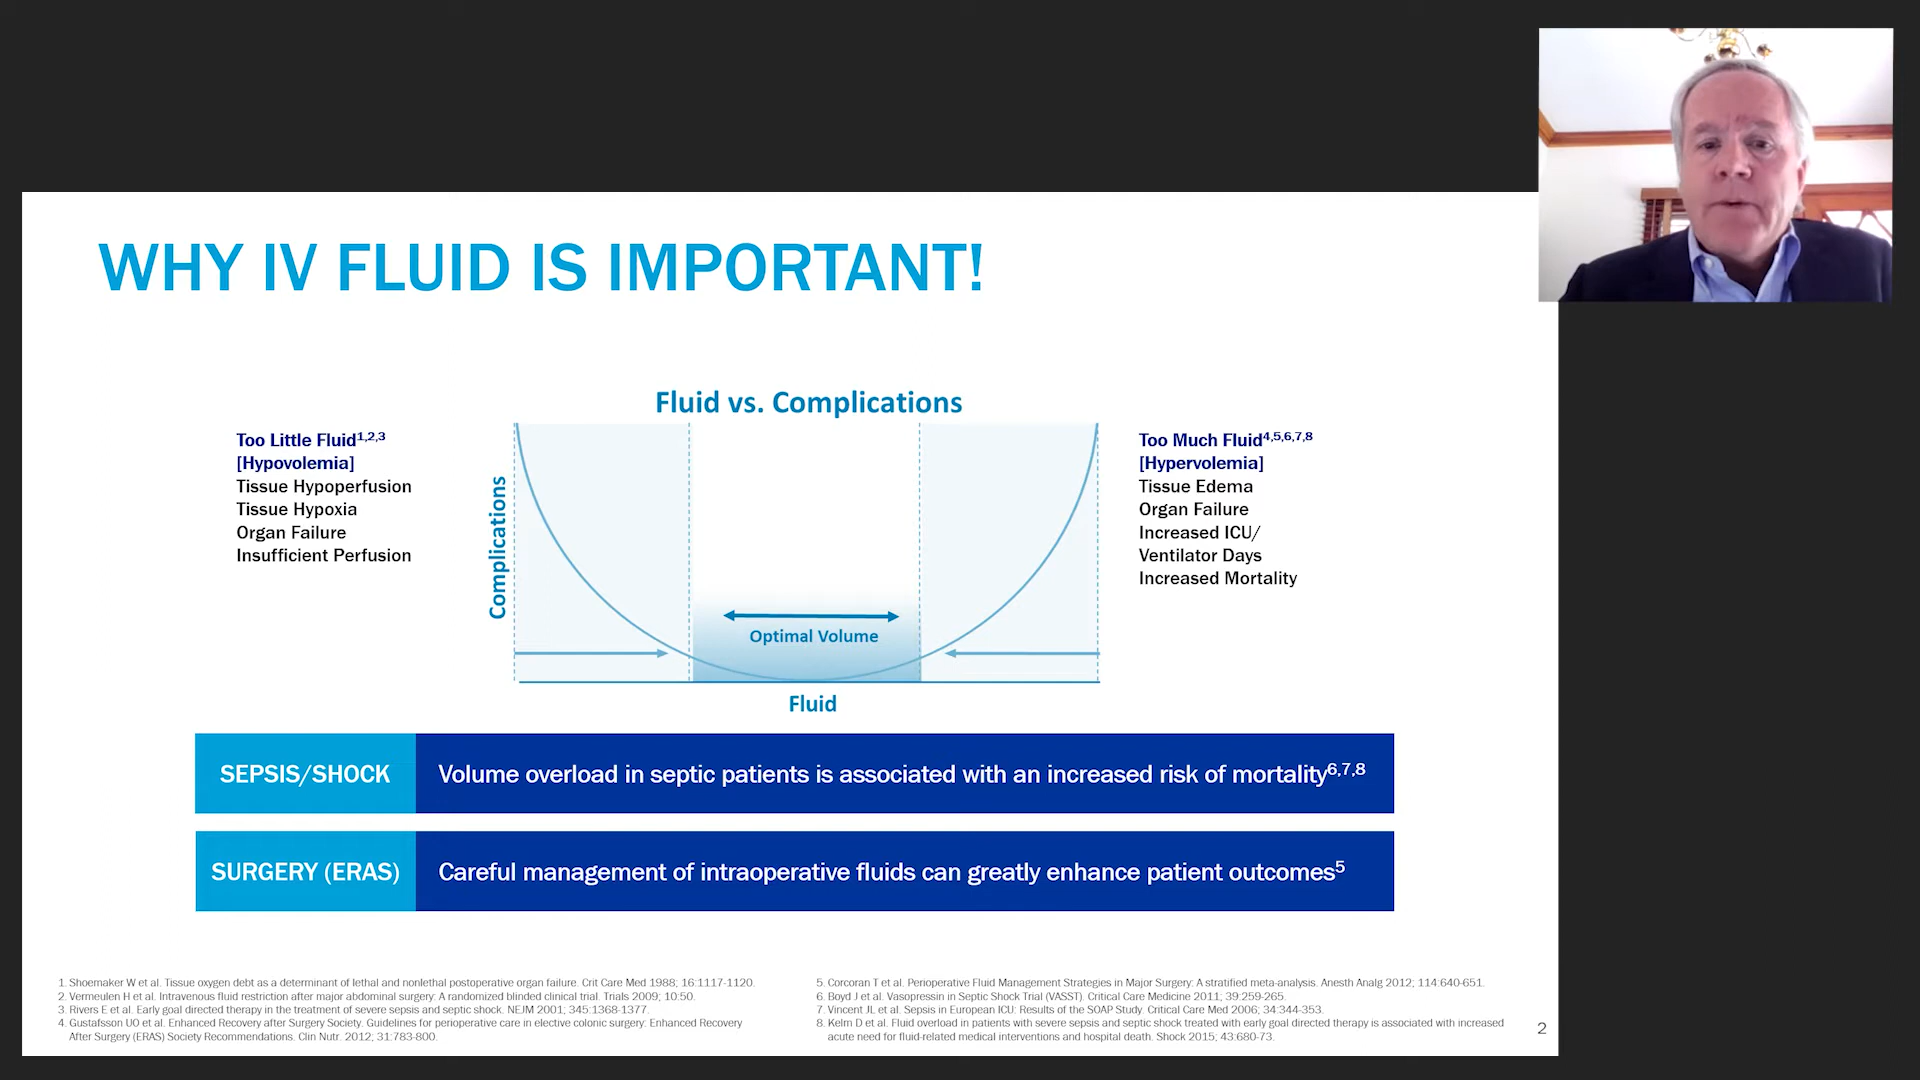 WHY IV FLUID IS IMPORTANT!
Fluid vs. Complications
Too Little Fluid1,2,3
[Hypovolemia]
Tissue Hypoperfusion
Tissue Hypoxia
Organ Failure
Insufficient Perfusion
Complications
Optimal Volume
Fluid
Too Much Fluid4,5,6,7,8
[Hypervolemia]
Tissue Edema
Organ Failure
Increased ICU/
Ventilator Days
Increased Mortality
SEPSIS/SHOCK
Volume overload in septic patients is associated with an increased risk of mortality6,7,8
SURGERY (ERAS)
Careful management of intraoperative fluids can greatly enhance patient outcomes5
1. Shoemaker W et al. Tissue oxygen debt as a determinant of lethal and nonlethal postoperative organ failure. Crit Care Med 1988; 16:1117-1120.
2. Vermeulen H et al. Intravenous fluid restriction after major abdominal surgery: A randomized blinded clinical trial. Trials 2009; 10:50.
3. Rivers E et al. Early goal directed therapy in the treatment of severe sepsis and septic shock. NEJM 2001; 345:1368-1377.
4. Gustafsson UO et al. Enhanced Recovery after Surgery Society. Guidelines for perioperative care in elective colonic surgery: Enhanced Recovery
After Surgery (ERAS) Society Recommendations. Clin Nutr. 2012; 31:783-800.
5. Corcoran T et al. Perioperative Fluid Management Strategies in Major Surgery: A stratified meta-analysis. Anesth Analg 2012; 114:640-651.
6. Boyd J et al. Vasopressin in Septic Shock Trial (VASST). Critical Care Medicine 2011; 39:259-265.
7. Vincent JL et al. Sepsis in European ICU: Results of the SOAP Study. Critical Care Med 2006; 34:344-353.
8. Kelm D et al. Fluid overload in patients with severe sepsis and septic shock treated with early goal directed therapy is associated with increased
acute need for fluid-related medical interventions and hospital death. Shock 2015; 43:680-73.
2